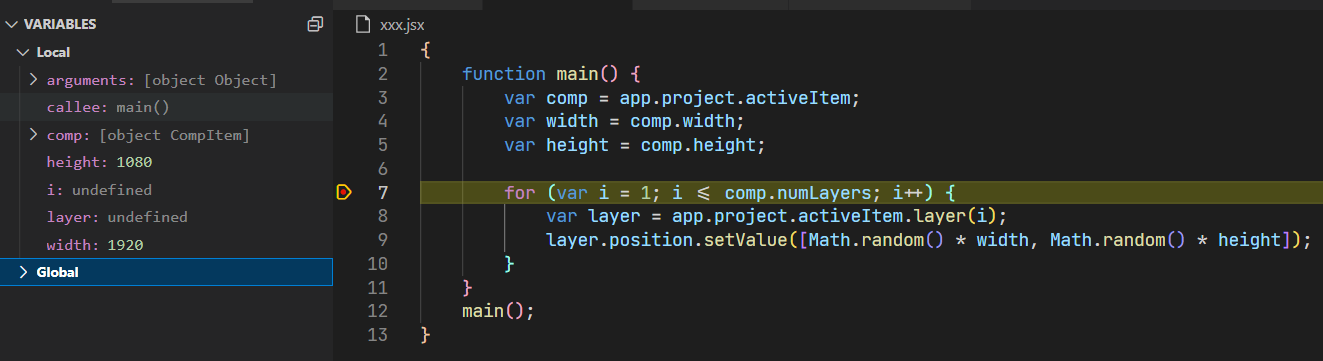 VARIABLES
Local
arguments: [object Object]
callee: main()
comp: [object CompItem]
height: 1080
i: undefined
layer: undefined
width: 1920
Global
xxx.jsx
1 {
2     function main() {
3         var comp = app.project.activeItem;
4         var width = comp.width;
5         var height = comp.height;
6
7         for (var i = 1; i <= comp.numLayers; i++) {
8             var layer = app.project.activeItem.layer(i);
9             layer.position.setValue([Math.random() * width, Math.random() * height]);
10         }
11     }
12     main();
13 }